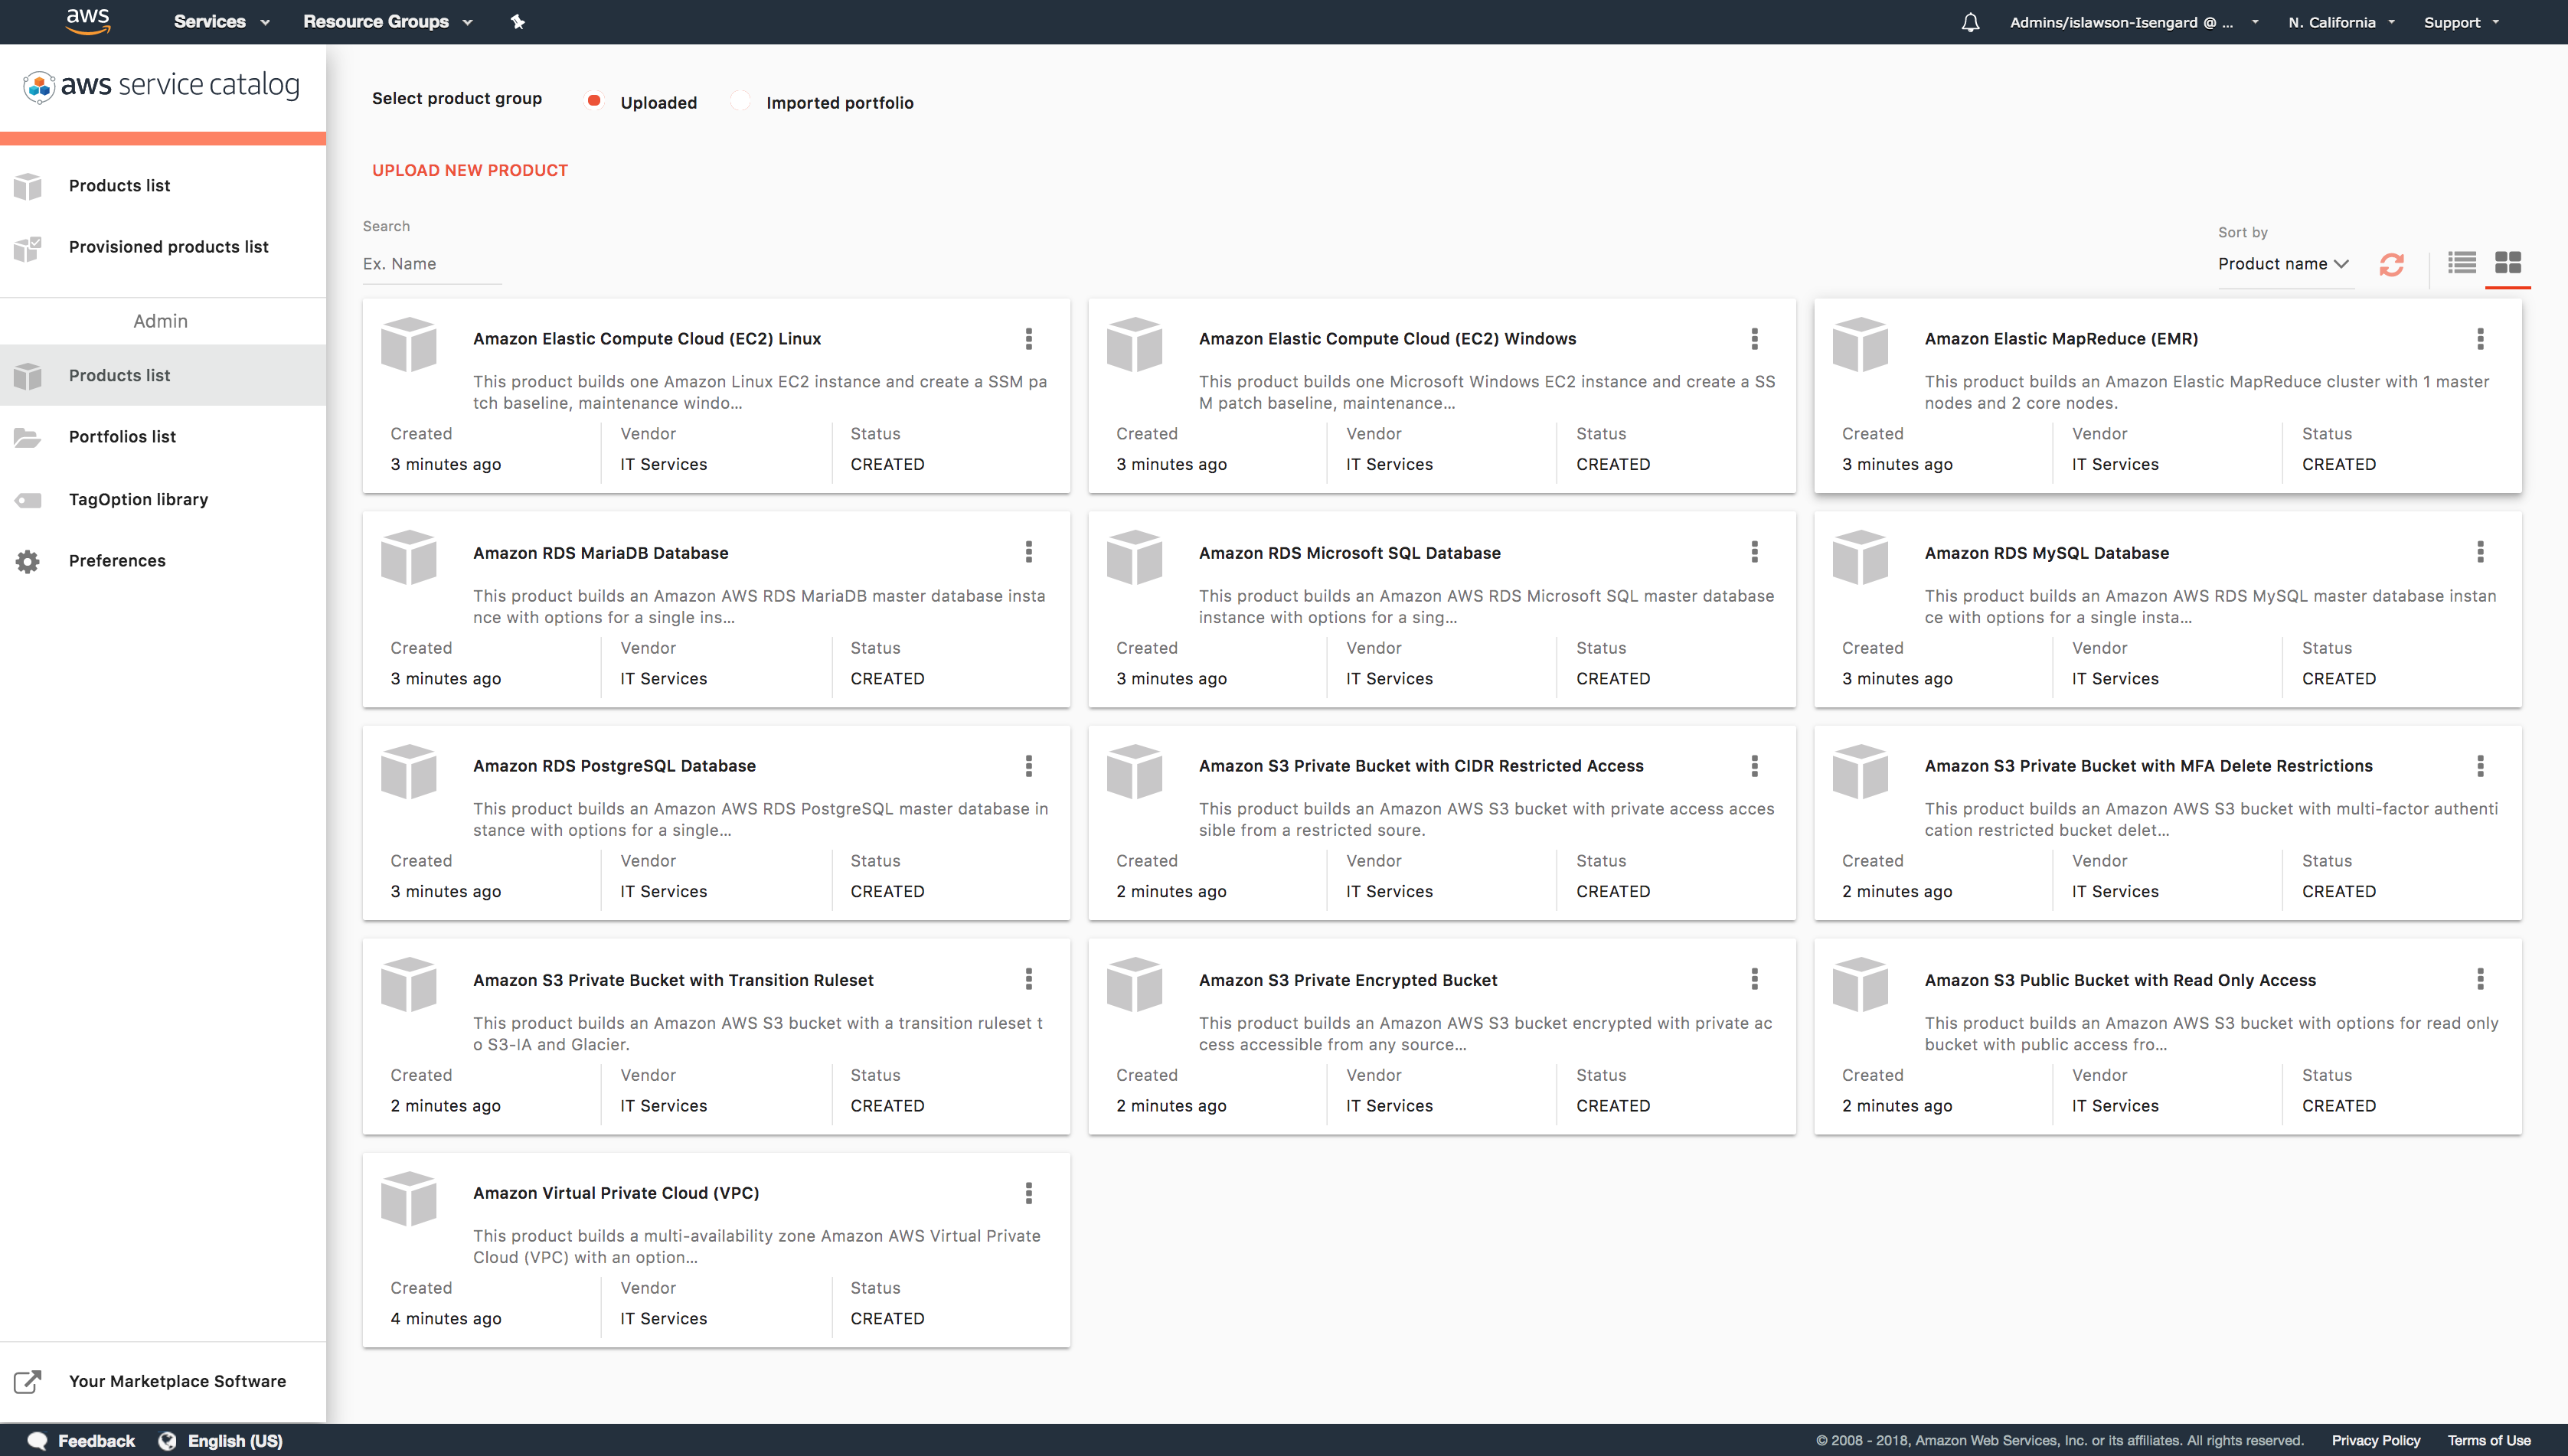 aws
Services
Resource Groups
Admins/islawson-Isengard @ ...
N. California
Support
aws service catalog
Products list
Provisioned products list
Admin
Products list
Portfolios list
TagOption library
Preferences
Your Marketplace Software
Select product group
Uploaded
Imported portfolio
UPLOAD NEW PRODUCT
Search
Ex. Name
Sort by
Product name
Amazon Elastic Compute Cloud (EC2) Linux
This product builds one Amazon Linux EC2 instance and create a SSM pa
tch baseline, maintenance windo...
Created Vendor Status
3 minutes ago IT Services CREATED
Amazon Elastic Compute Cloud (EC2) Windows
This product builds one Microsoft Windows EC2 instance and create a SS
M patch baseline, maintenance...
Created Vendor Status
3 minutes ago IT Services CREATED
Amazon Elastic MapReduce (EMR)
This product builds an Amazon Elastic MapReduce cluster with 1 master
nodes and 2 core nodes.
Created Vendor Status
3 minutes ago IT Services CREATED
Amazon RDS MariaDB Database
This product builds an Amazon AWS RDS MariaDB master database insta
nce with options for a single ins...
Created Vendor Status
3 minutes ago IT Services CREATED
Amazon RDS Microsoft SQL Database
This product builds an Amazon AWS RDS Microsoft SQL master database
instance with options for a sing...
Created Vendor Status
3 minutes ago IT Services CREATED
Amazon RDS MySQL Database
This product builds an Amazon AWS RDS MySQL master database instan
ce with options for a single insta...
Created Vendor Status
3 minutes ago IT Services CREATED
Amazon RDS PostgreSQL Database
This product builds an Amazon AWS RDS PostgreSQL master database in
stance with options for a single...
Created Vendor Status
3 minutes ago IT Services CREATED
Amazon S3 Private Bucket with CIDR Restricted Access
This product builds an Amazon AWS S3 bucket with private access acces
sible from a restricted soure.
Created Vendor Status
2 minutes ago IT Services CREATED
Amazon S3 Private Bucket with MFA Delete Restrictions
This product builds an Amazon AWS S3 bucket with multi-factor authenti
cation restricted bucket delet...
Created Vendor Status
2 minutes ago IT Services CREATED
Amazon S3 Private Bucket with Transition Ruleset
This product builds an Amazon AWS S3 bucket with a transition ruleset t
o S3-IA and Glacier.
Created Vendor Status
2 minutes ago IT Services CREATED
Amazon S3 Private Encrypted Bucket
This product builds an Amazon AWS S3 bucket encrypted with private ac
cess accessible from any source...
Created Vendor Status
2 minutes ago IT Services CREATED
Amazon S3 Public Bucket with Read Only Access
This product builds an Amazon AWS S3 bucket with options for read only
bucket with public access fro...
Created Vendor Status
2 minutes ago IT Services CREATED
Amazon Virtual Private Cloud (VPC)
This product builds a multi-availability zone Amazon AWS Virtual Private
Cloud (VPC) with an option...
Created Vendor Status
4 minutes ago IT Services CREATED
Feedback
English (US)
© 2008 - 2018, Amazon Web Services, Inc. or its affiliates. All rights reserved.
Privacy Policy
Terms of Use